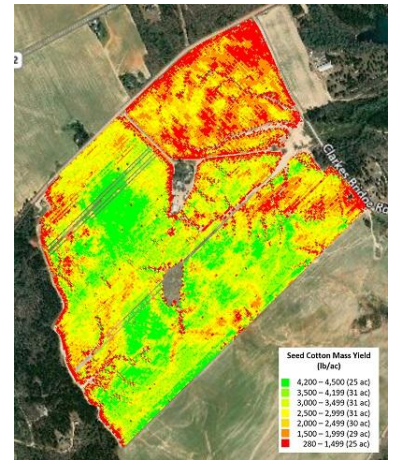 2
Clarkes Bridge Rd
Seed Cotton Mass Yield
(lb/ac)
4,200 – 4,500 (25 ac)
3,500 – 4,199 (31 ac)
3,000 – 3,499 (31 ac)
2,500 – 2,999 (31 ac)
2,000 – 2,499 (30 ac)
1,500 – 1,999 (29 ac)
280 – 1,499 (25 ac)